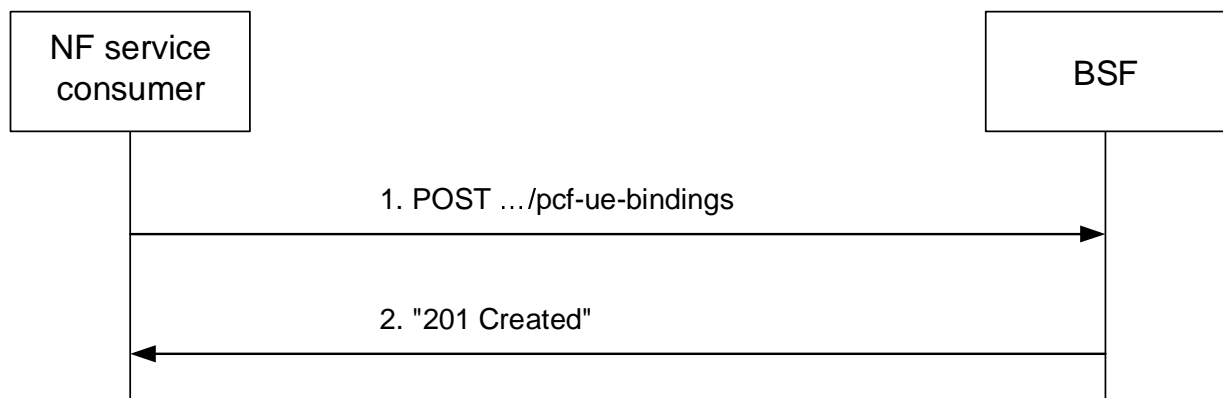 NF service
consumer
BSF
1. POST …/pcf-ue-bindings
2. "201 Created"